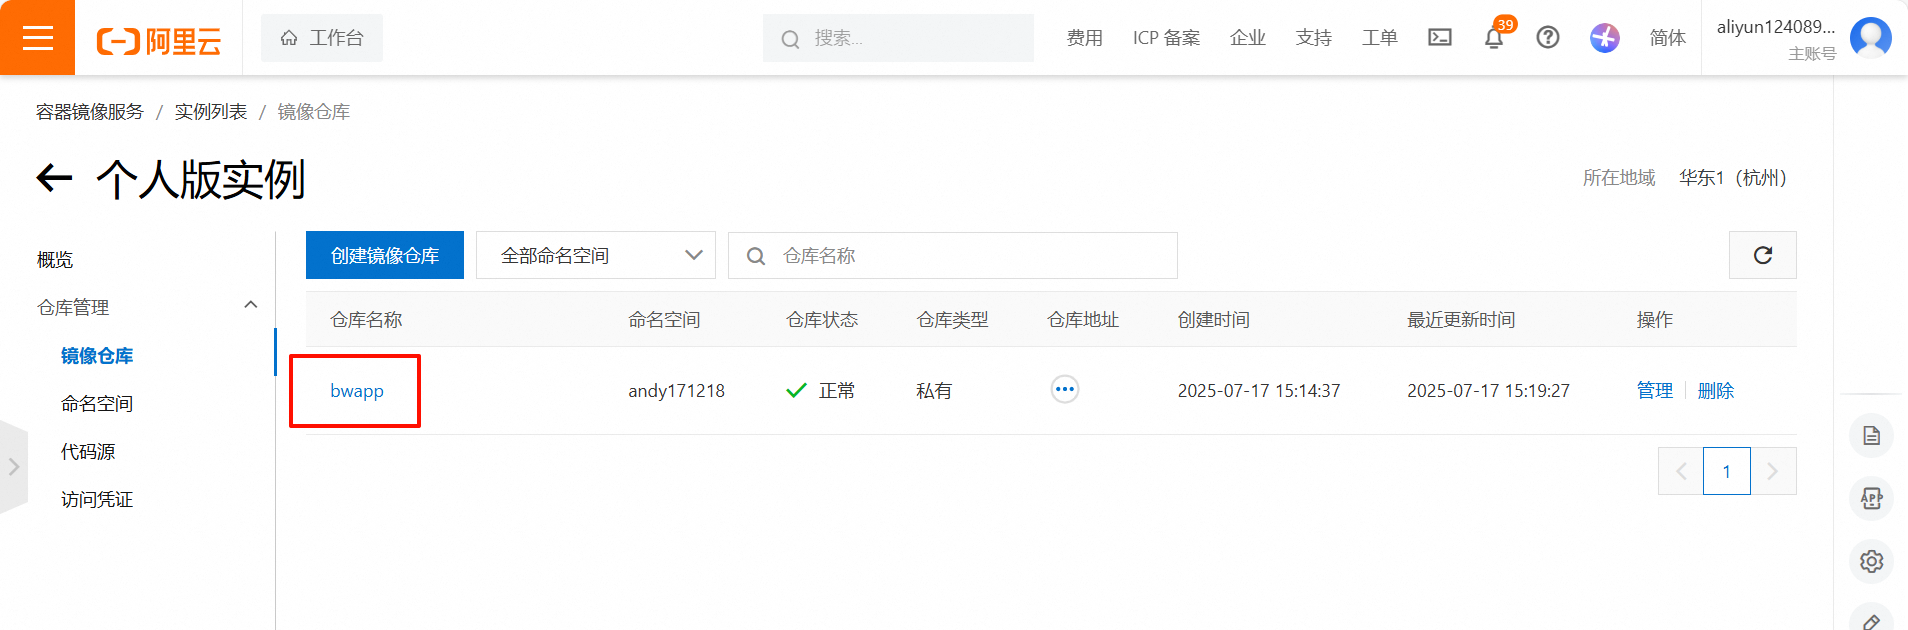 阿里云
工作台
搜索...
费用 ICP 备案 企业 支持 工单 39 简体
aliyun124089...
主账号
容器镜像服务 / 实例列表 / 镜像仓库
个人版实例
所在地域 华东1（杭州）
概览
仓库管理
镜像仓库
命名空间
代码源
访问凭证
创建镜像仓库 全部命名空间 仓库名称
仓库名称 命名空间 仓库状态 仓库类型 仓库地址 创建时间 最近更新时间 操作
bwapp andy171218 正常 私有 2025-07-17 15:14:37 2025-07-17 15:19:27 管理 删除
1
APP